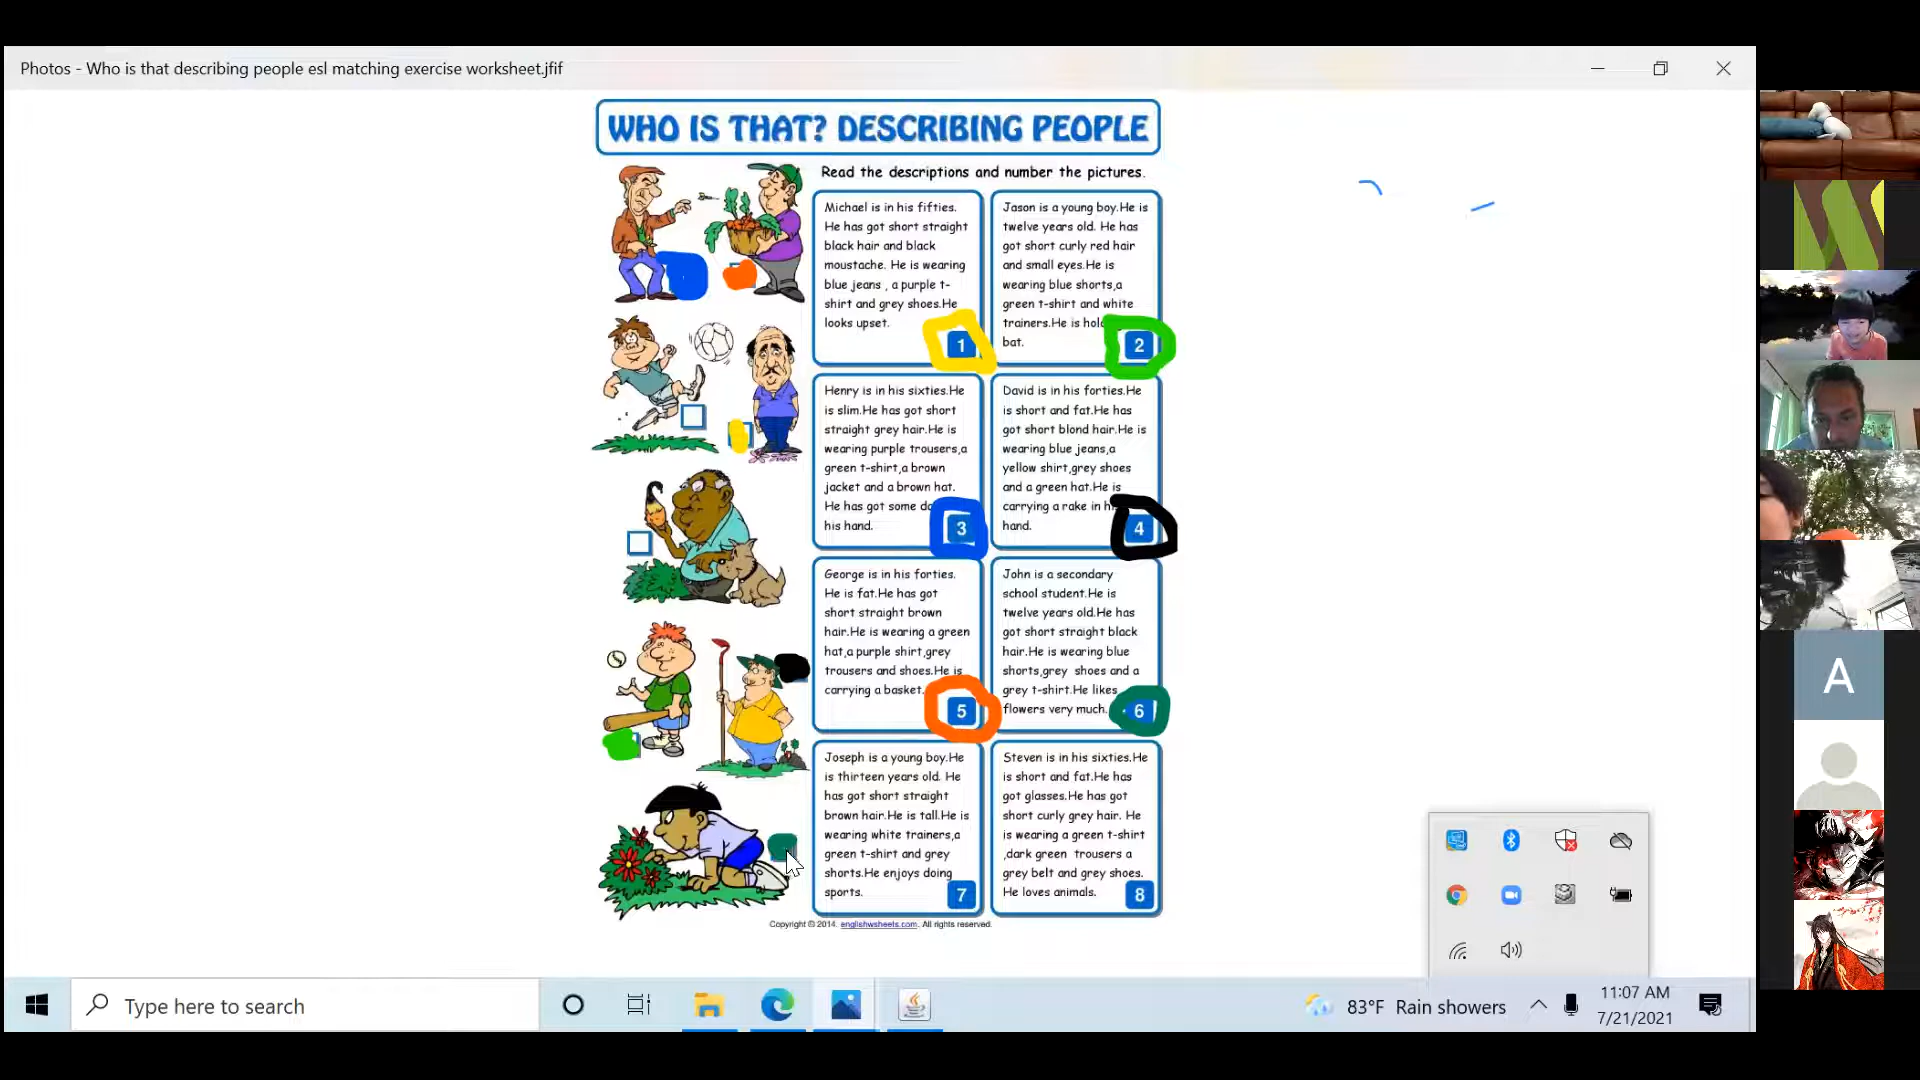 Photos - Who is that describing people esl matching exercise worksheet.jfif
WHO IS THAT? DESCRIBING PEOPLE
Read the descriptions and number the pictures.
Michael is in his fifties.
He has got short straight
black hair and black
moustache. He is wearing
blue jeans , a purple t-
shirt and grey shoes.He
looks upset.
1
Jason is a young boy.He is
twelve years old. He has
got short curly red hair
and small eyes.He is
wearing blue shorts,a
green t-shirt and white
trainers.He is
bat.
2
Henry is in his sixties.He
is slim.He has got short
straight grey hair.He is
wearing purple trousers,a
green t-shirt,a brown
jacket and a brown hat.
He has got some
his hand.
3
David is in his forties.He
is short and fat.He has
got short blond hair.He is
wearing blue jeans,a
yellow shirt,grey shoes
and a green hat.He is
carrying a rake in
hand.
4
George is in his forties.
He is fat.He has got
short straight brown
hair.He is wearing a green
hat,a purple shirt,grey
trousers and shoes.He is
carrying a basket.
5
John is a secondary
school student.He is
twelve years old.He has
got short straight black
hair.He is wearing blue
shorts,grey shoes and a
grey t-shirt.He likes
flowers very much.
6
Joseph is a young boy.He
is thirteen years old. He
has got short straight
brown hair.He is tall.He is
wearing white trainers,a
green t-shirt and grey
shorts.He enjoys doing
sports.
7
Steven is in his sixties.He
is short and fat.He has
got glasses.He has got
short curly grey hair. He
is wearing a green t-shirt
,dark green trousers a
grey belt and grey shoes.
He loves animals.
8
Copyright © 2014. englishwsheets.com. All rights reserved.
A
Type here to search
83°F Rain showers
11:07 AM
7/21/2021